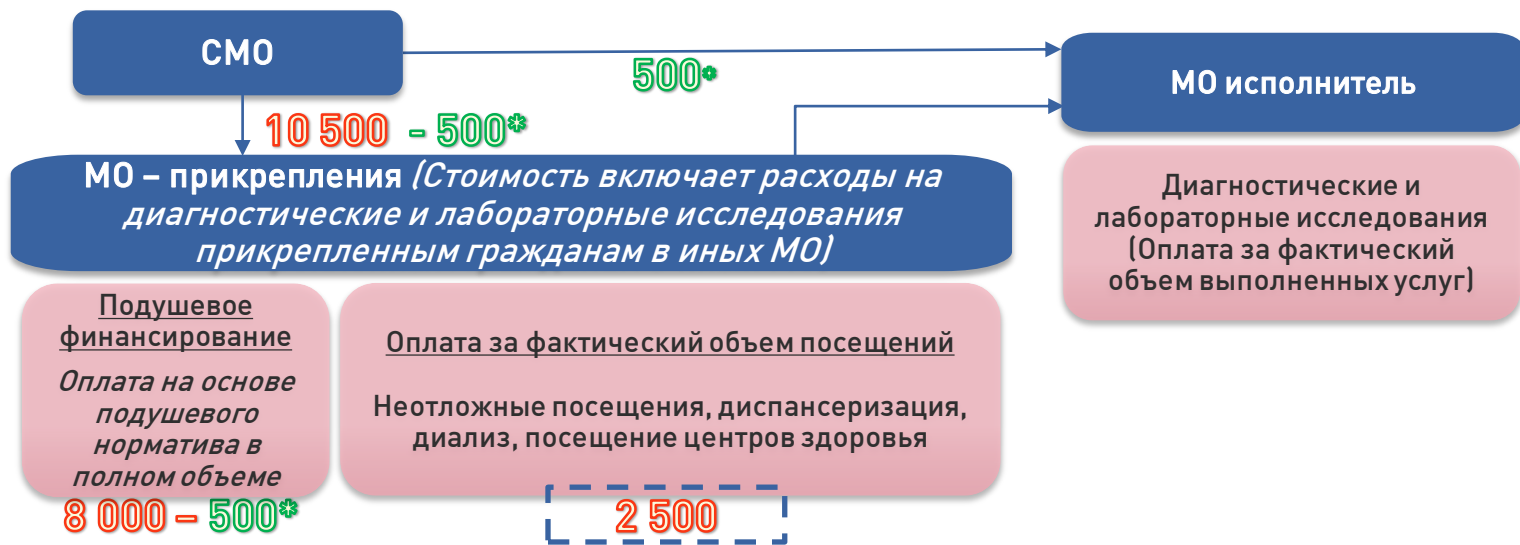 СМО
500*
МО исполнитель
10 500 - 500*
МО – прикрепления (Стоимость включает расходы на
диагностические и лабораторные исследования
прикрепленным гражданам в иных МО)
Диагностические и
лабораторные исследования
(Оплата за фактический
объем выполненных услуг)
Подушевое
финансирование
Оплата на основе
подушевого
норматива в
полном объеме
8 000 – 500*
Оплата за фактический объем посещений
Неотложные посещения, диспансеризация,
диализ, посещение центров здоровья
2 500